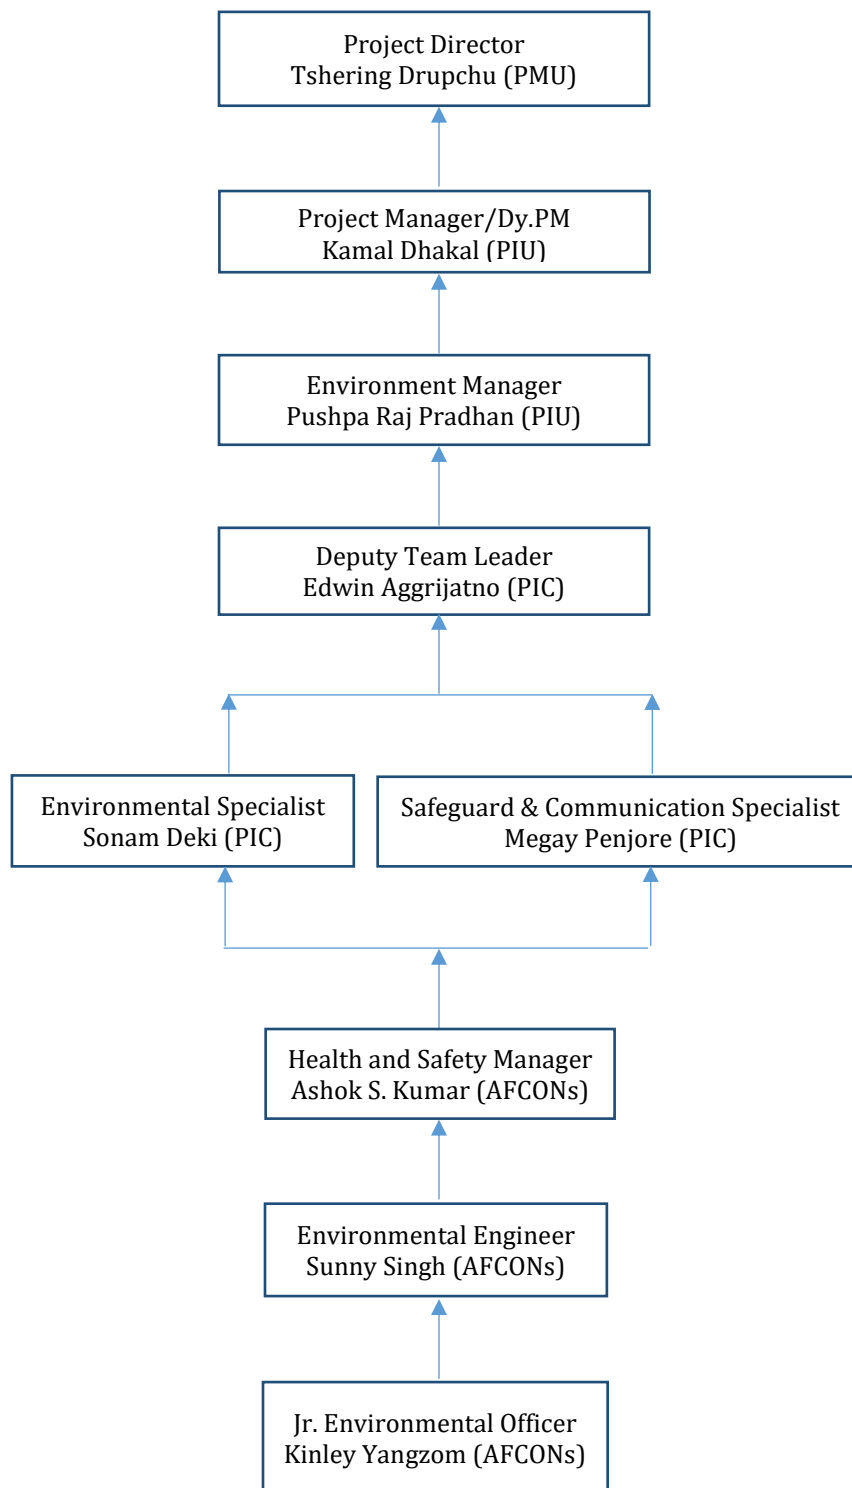 Project Director
Tshering Drupchu (PMU)
Project Manager/Dy.PM
Kamal Dhakal (PIU)
Environment Manager
Pushpa Raj Pradhan (PIU)
Deputy Team Leader
Edwin Aggrijatno (PIC)
Environmental Specialist
Sonam Deki (PIC)
Safeguard & Communication Specialist
Megay Penjore (PIC)
Health and Safety Manager
Ashok S. Kumar (AFCONs)
Environmental Engineer
Sunny Singh (AFCONs)
Jr. Environmental Officer
Kinley Yangzom (AFCONs)